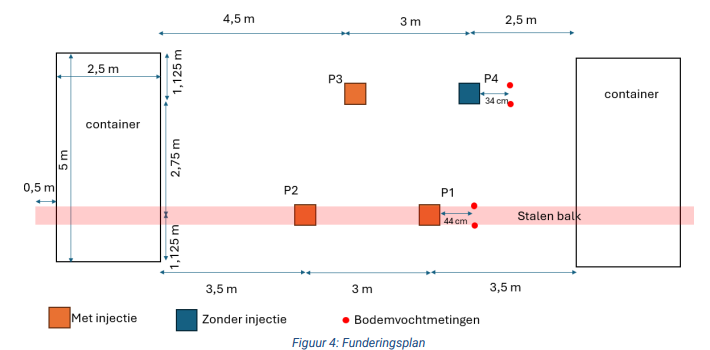 4,5 m
3 m
2,5 m
2,5 m
1,125 m
P3
P4
34 cm
container
container
5 m
2,75 m
0,5 m
P2
P1
44 cm
Stalen balk
1,125 m
3,5 m
3 m
3,5 m
Met injectie
Zonder injectie
Bodemvochtmetingen
Figuur 4: Funderingsplan